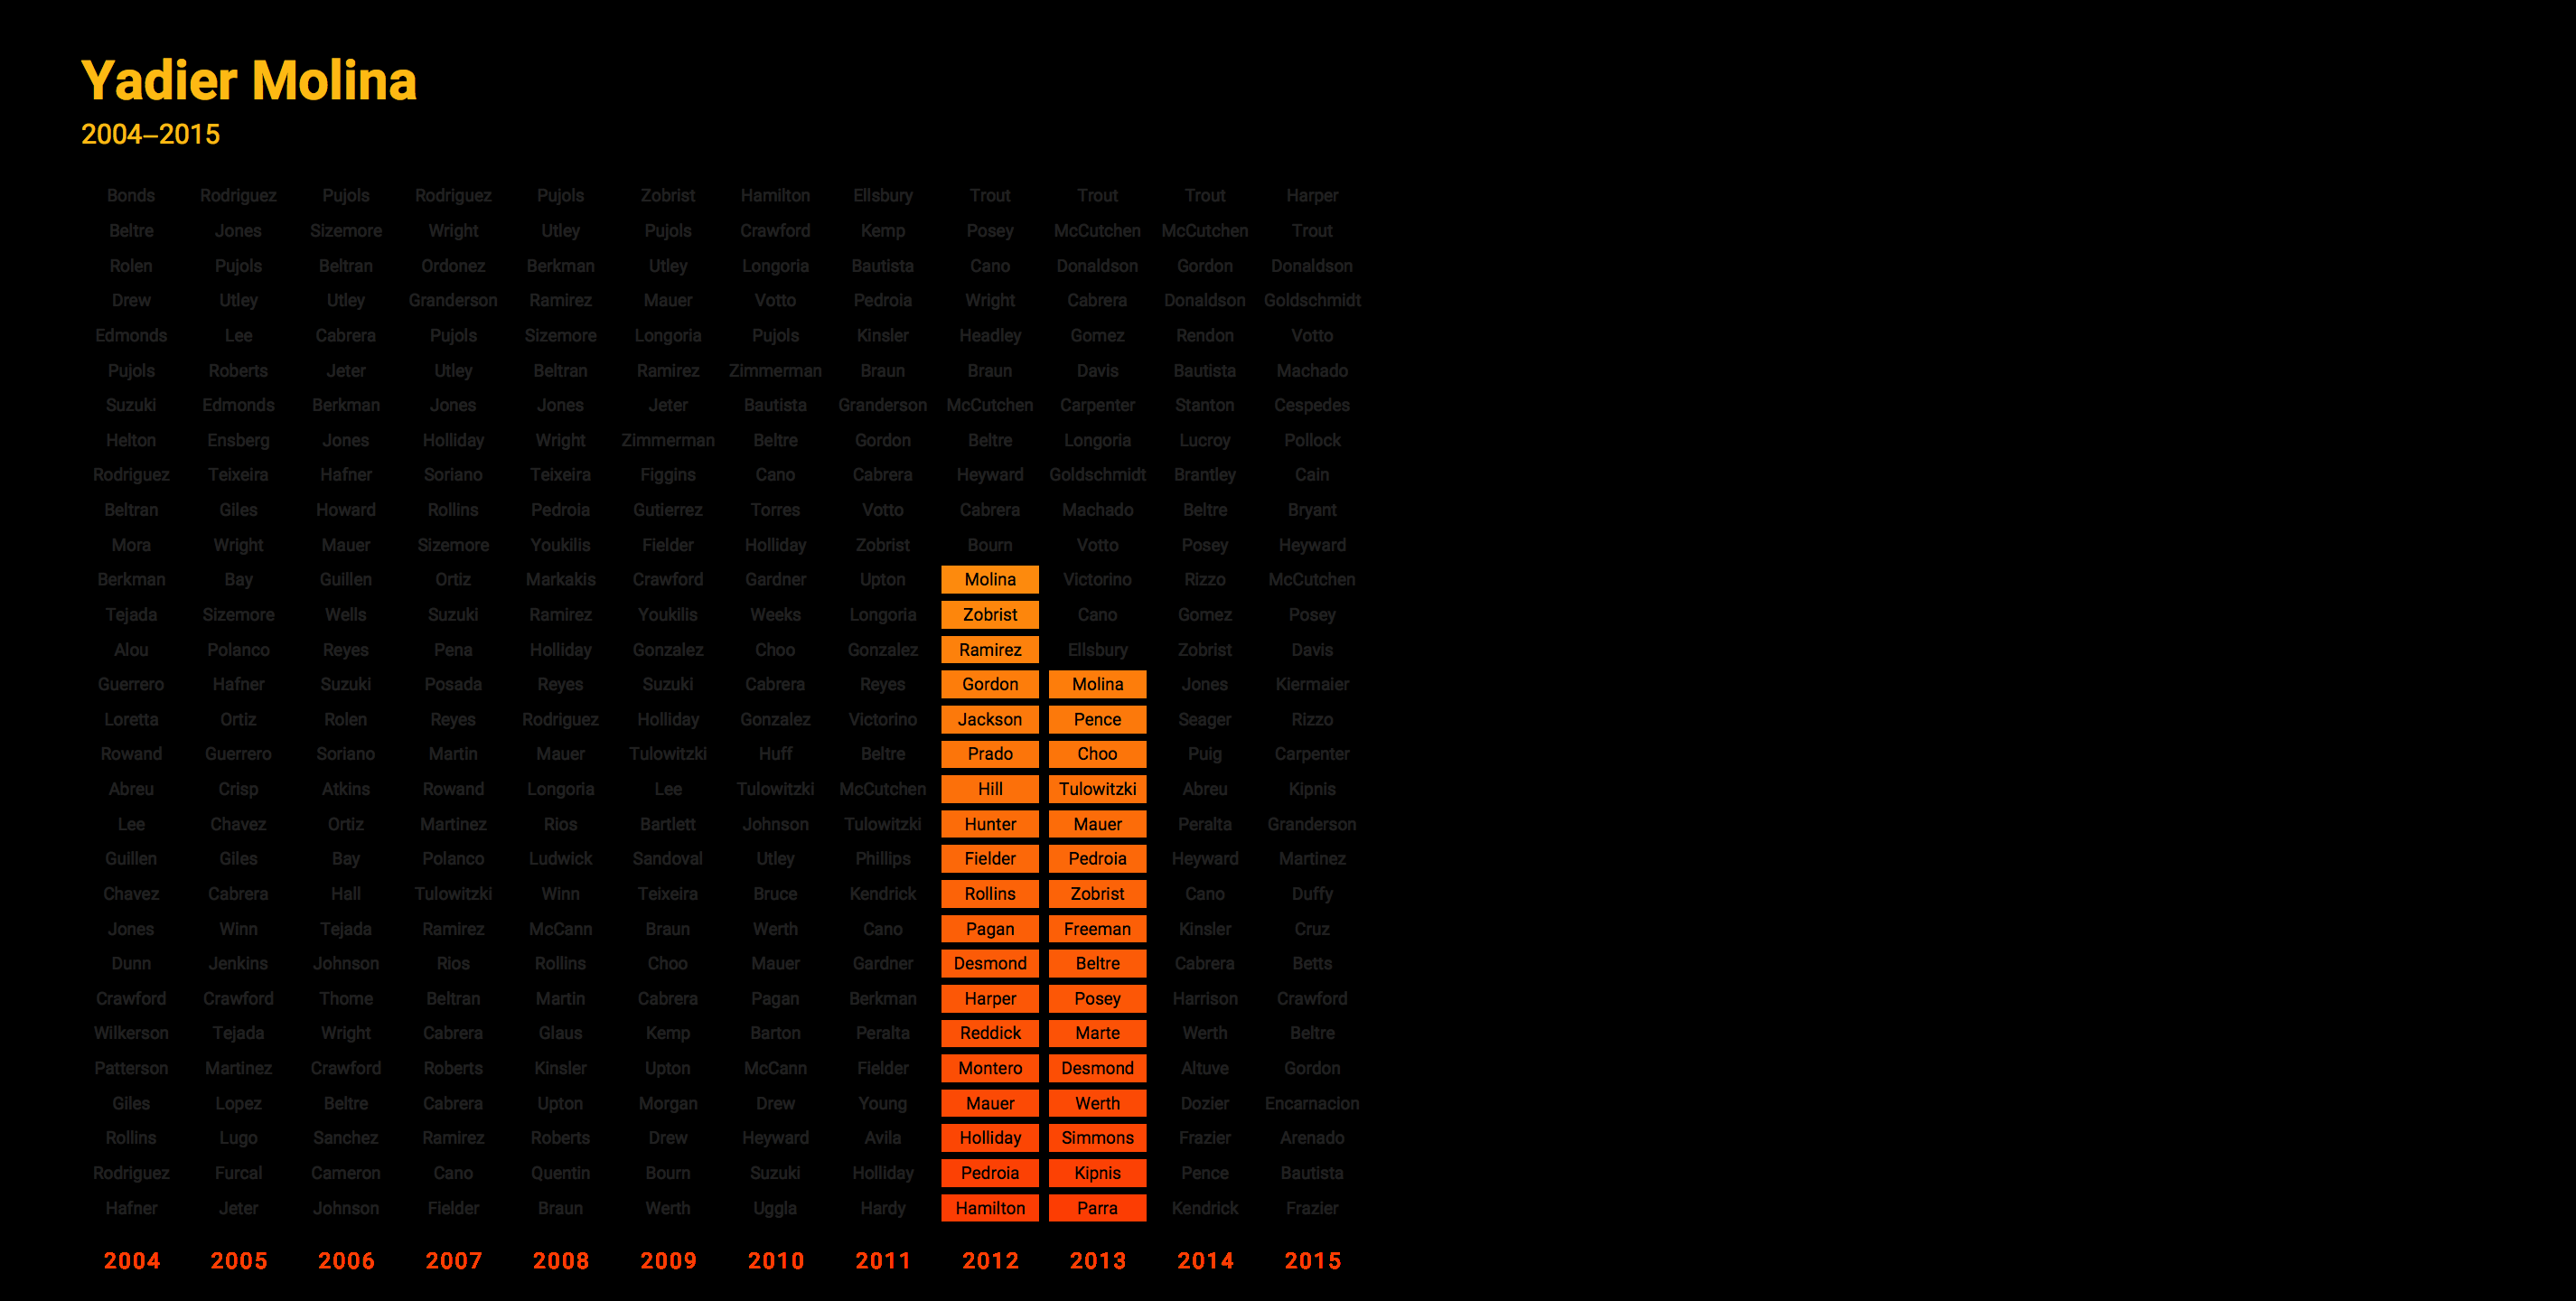 Yadier Molina
2004–2015
Bonds Rodriguez Pujols Rodriguez Pujols Zobrist Hamilton Ellsbury Trout Trout Trout Harper
Beltre Jones Sizemore Wright Utley Pujols Crawford Kemp Posey McCutchen McCutchen Trout
Rolen Pujols Beltran Ordonez Berkman Utley Longoria Bautista Cano Donaldson Gordon Donaldson
Drew Utley Utley Granderson Ramirez Mauer Votto Pedroia Wright Cabrera Donaldson Goldschmidt
Edmonds Lee Cabrera Pujols Sizemore Longoria Pujols Kinsler Headley Gomez Rendon Votto
Pujols Roberts Jeter Utley Beltran Ramirez Zimmerman Braun Braun Davis Bautista Machado
Suzuki Edmonds Berkman Jones Jones Jeter Bautista Granderson McCutchen Carpenter Stanton Cespedes
Helton Ensberg Jones Holliday Wright Zimmerman Beltre Gordon Beltre Longoria Lucroy Pollock
Rodriguez Teixeira Hafner Soriano Teixeira Figgins Cano Cabrera Heyward Goldschmidt Brantley Cain
Beltran Giles Howard Rollins Pedroia Gutierrez Torres Votto Cabrera Machado Beltre Bryant
Mora Wright Mauer Sizemore Youkilis Fielder Holliday Zobrist Bourn Votto Posey Heyward
Berkman Bay Guillen Ortiz Markakis Crawford Gardner Upton Molina Victorino Rizzo McCutchen
Tejada Sizemore Wells Suzuki Ramirez Youkilis Weeks Longoria Zobrist Cano Gomez Posey
Alou Polanco Reyes Pena Holliday Gonzalez Choo Gonzalez Ramirez Ellsbury Zobrist Davis
Guerrero Hafner Suzuki Posada Reyes Suzuki Cabrera Reyes Gordon Molina Jones Kiermaier
Loretta Ortiz Rolen Reyes Rodriguez Holliday Gonzalez Victorino Jackson Pence Seager Rizzo
Rowand Guerrero Soriano Martin Mauer Tulowitzki Huff Beltre Prado Choo Puig Carpenter
Abreu Crisp Atkins Rowand Longoria Lee Tulowitzki McCutchen Hill Tulowitzki Abreu Kipnis
Lee Chavez Ortiz Martinez Rios Bartlett Johnson Tulowitzki Hunter Mauer Peralta Granderson
Guillen Giles Bay Polanco Ludwick Sandoval Utley Phillips Fielder Pedroia Heyward Martinez
Chavez Cabrera Hall Tulowitzki Winn Teixeira Bruce Kendrick Rollins Zobrist Cano Duffy
Jones Winn Tejada Ramirez McCann Braun Werth Cano Pagan Freeman Kinsler Cruz
Dunn Jenkins Johnson Rios Rollins Choo Mauer Gardner Desmond Beltre Cabrera Betts
Crawford Crawford Thome Beltran Martin Cabrera Pagan Berkman Harper Posey Harrison Crawford
Wilkerson Tejada Wright Cabrera Glaus Kemp Barton Peralta Reddick Marte Werth Beltre
Patterson Martinez Crawford Roberts Kinsler Upton McCann Fielder Montero Desmond Altuve Gordon
Giles Lopez Beltre Cabrera Upton Morgan Drew Young Mauer Werth Dozier Encarnacion
Rollins Lugo Sanchez Ramirez Roberts Drew Heyward Avila Holliday Simmons Frazier Arenado
Rodriguez Furcal Cameron Cano Quentin Bourn Suzuki Holliday Pedroia Kipnis Pence Bautista
Hafner Jeter Johnson Fielder Braun Werth Uggla Hardy Hamilton Parra Kendrick Frazier
2004 2005 2006 2007 2008 2009 2010 2011 2012 2013 2014 2015